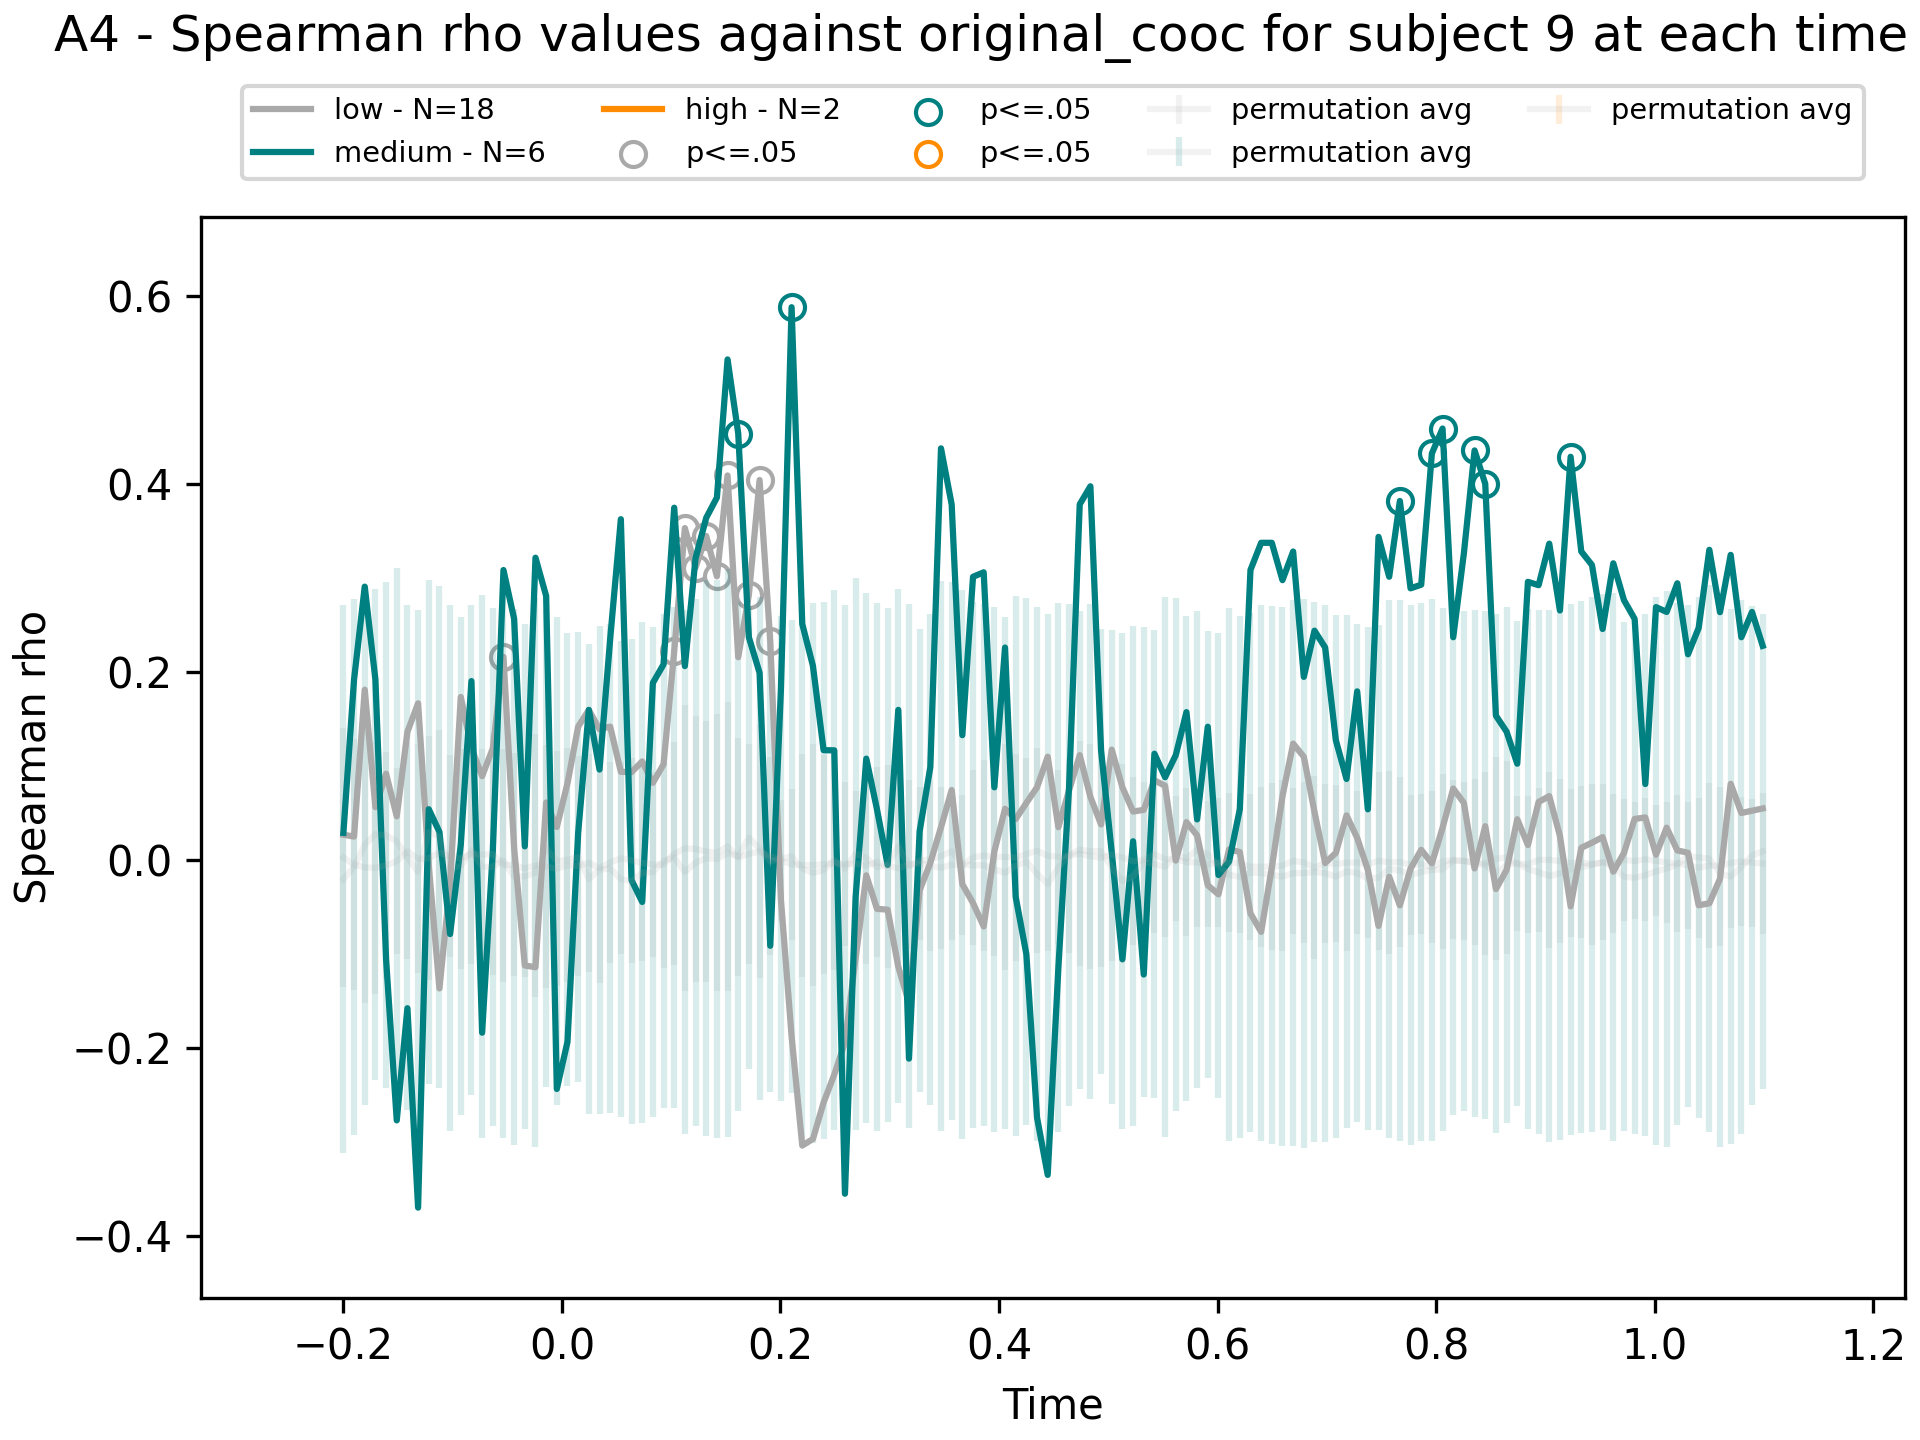 A4 - Spearman rho values against original_cooc for subject 9 at each time
low - N=18 high - N=2 p<=.05 permutation avg permutation avg
medium - N=6 p<=.05 p<=.05 permutation avg
0.6
0.4
0.2
0.0
−0.2
−0.4
Spearman rho
−0.2 0.0 0.2 0.4 0.6 0.8 1.0 1.2
Time